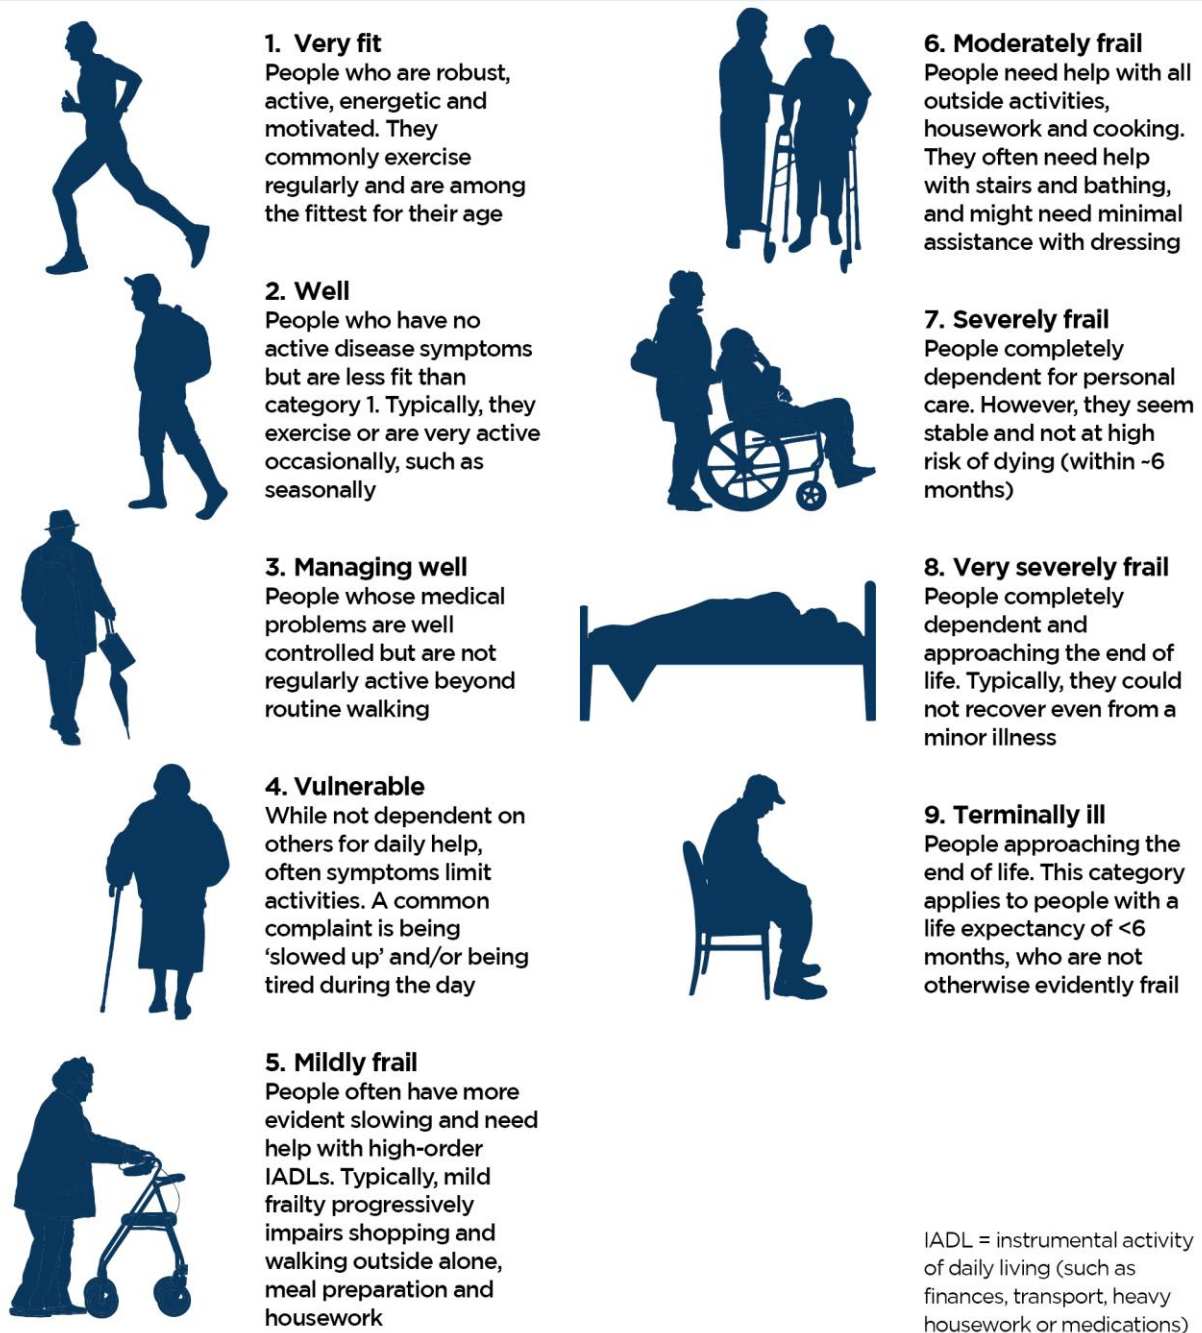 1. Very fit
People who are robust,
active, energetic and
motivated. They
commonly exercise
regularly and are among
the fittest for their age
2. Well
People who have no
active disease symptoms
but are less fit than
category 1. Typically, they
exercise or are very active
occasionally, such as
seasonally
3. Managing well
People whose medical
problems are well
controlled but are not
regularly active beyond
routine walking
4. Vulnerable
While not dependent on
others for daily help,
often symptoms limit
activities. A common
complaint is being
‘slowed up’ and/or being
tired during the day
5. Mildly frail
People often have more
evident slowing and need
help with high-order
IADLs. Typically, mild
frailty progressively
impairs shopping and
walking outside alone,
meal preparation and
housework
6. Moderately frail
People need help with all
outside activities,
housework and cooking.
They often need help
with stairs and bathing,
and might need minimal
assistance with dressing
7. Severely frail
People completely
dependent for personal
care. However, they seem
stable and not at high
risk of dying (within ~6
months)
8. Very severely frail
People completely
dependent and
approaching the end of
life. Typically, they could
not recover even from a
minor illness
9. Terminally ill
People approaching the
end of life. This category
applies to people with a
life expectancy of <6
months, who are not
otherwise evidently frail
IADL = instrumental activity
of daily living (such as
finances, transport, heavy
housework or medications)